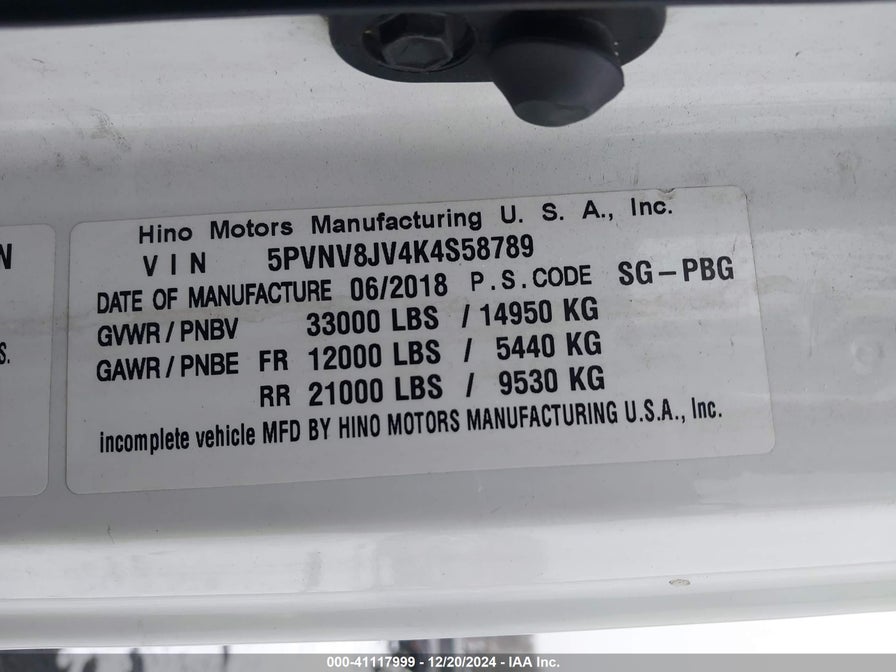 Hino Motors Manufacturing U. S. A., Inc.
VIN 5PVNV8JV4K4S58789
DATE OF MANUFACTURE 06/2018 P.S.CODE SG-PBG
GVWR / PNBV 33000 LBS / 14950 KG
GAWR / PNBE FR 12000 LBS / 5440 KG
RR 21000 LBS / 9530 KG
incomplete vehicle MFD BY HINO MOTORS MANUFACTURING U.S.A., Inc.
N
S.
000-41117999 - 12/20/2024 - IAA Inc.